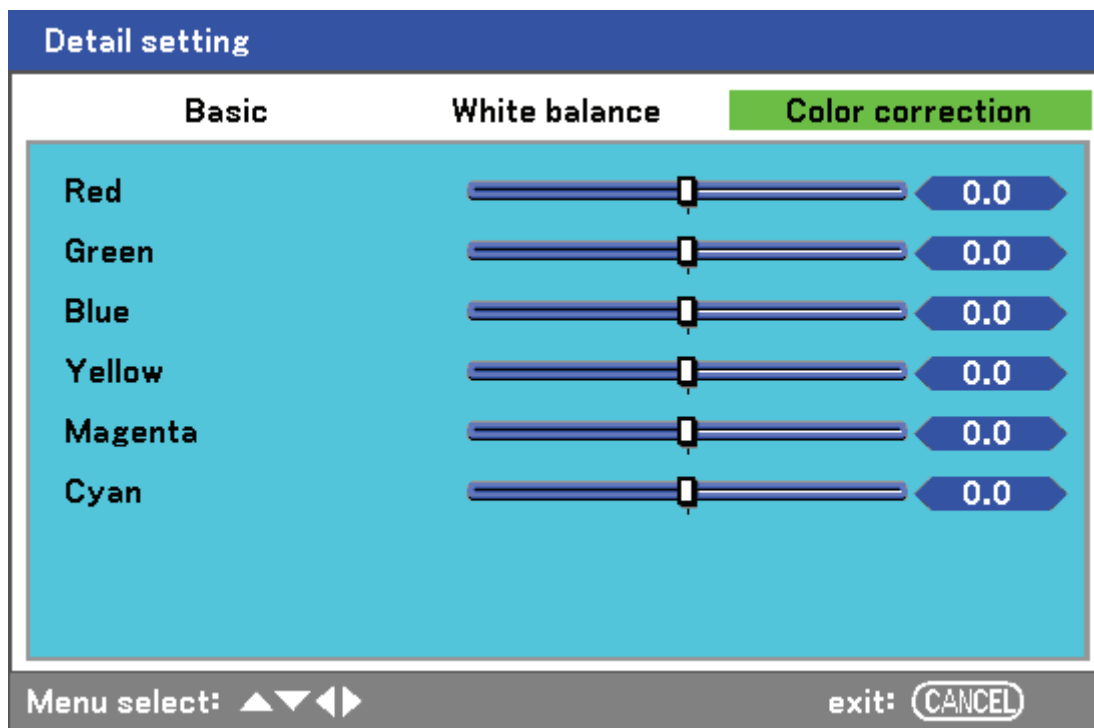 Detail setting
Basic White balance Color correction
Red 0.0
Green 0.0
Blue 0.0
Yellow 0.0
Magenta 0.0
Cyan 0.0
Menu select: ▲▼◀▶ exit: CANCEL